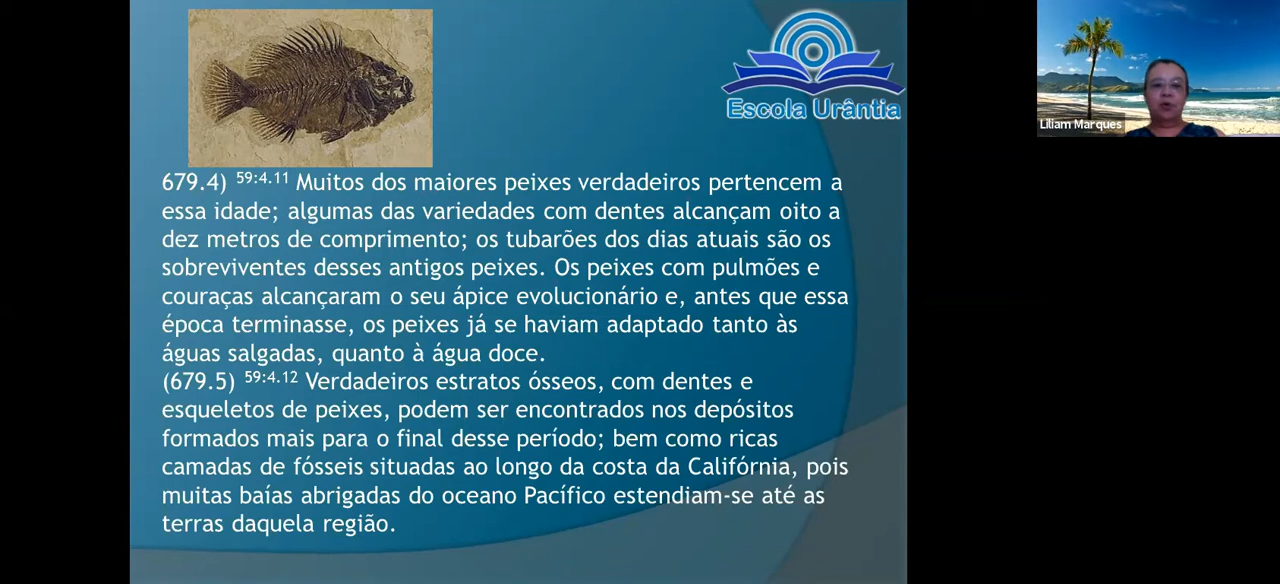 Escola Urântia
Liliam Marques
679.4) 59:4.11 Muitos dos maiores peixes verdadeiros pertencem a
essa idade; algumas das variedades com dentes alcançam oito a
dez metros de comprimento; os tubarões dos dias atuais são os
sobreviventes desses antigos peixes. Os peixes com pulmões e
couraças alcançaram o seu ápice evolucionário e, antes que essa
época terminasse, os peixes já se haviam adaptado tanto às
águas salgadas, quanto à água doce.
(679.5) 59:4.12 Verdadeiros estratos ósseos, com dentes e
esqueletos de peixes, podem ser encontrados nos depósitos
formados mais para o final desse período; bem como ricas
camadas de fósseis situadas ao longo da costa da Califórnia, pois
muitas baías abrigadas do oceano Pacífico estendiam-se até as
terras daquela região.